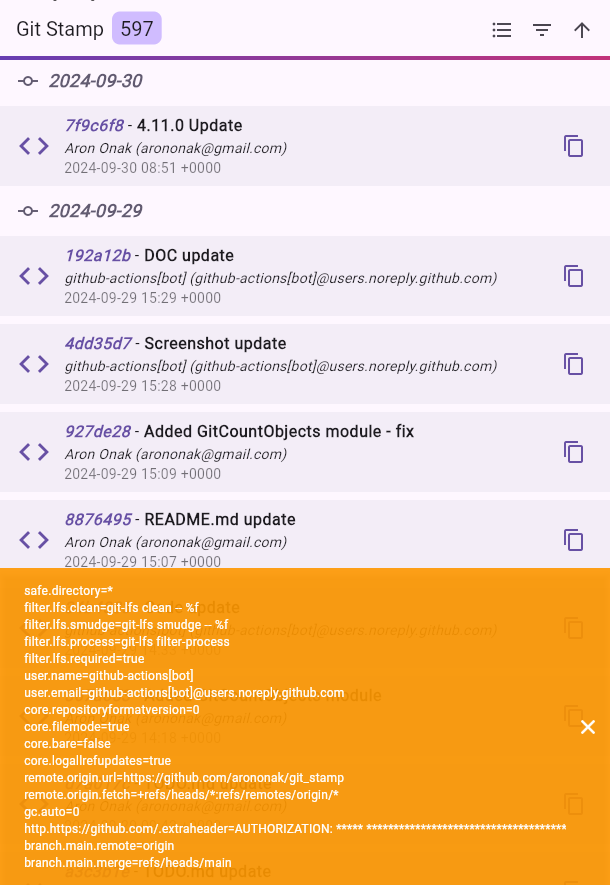 Git Stamp 597
2024-09-30
7f9c6f8 - 4.11.0 Update
Aron Onak (arononak@gmail.com)
2024-09-30 08:51 +0000
2024-09-29
192a12b - DOC update
github-actions[bot] (github-actions[bot]@users.noreply.github.com)
2024-09-29 15:29 +0000
4dd35d7 - Screenshot update
github-actions[bot] (github-actions[bot]@users.noreply.github.com)
2024-09-29 15:28 +0000
927de28 - Added GitCountObjects module - fix
Aron Onak (arononak@gmail.com)
2024-09-29 15:09 +0000
8876495 - README.md update
Aron Onak (arononak@gmail.com)
2024-09-29 15:07 +0000
safe.directory=*
filter.lfs.clean=git-lfs clean -- %f
filter.lfs.smudge=git-lfs smudge -- %f
filter.lfs.process=git-lfs filter-process
filter.lfs.required=true
user.name=github-actions[bot]
user.email=github-actions[bot]@users.noreply.github.com
core.repositoryformatversion=0
core.filemode=true
core.bare=false
core.logallrefupdates=true
remote.origin.url=https://github.com/arononak/git_stamp
remote.origin.fetch=+refs/heads/*:refs/remotes/origin/*
gc.auto=0
http.https://github.com/.extraheader=AUTHORIZATION: ***** ****************************************
branch.main.remote=origin
branch.main.merge=refs/heads/main